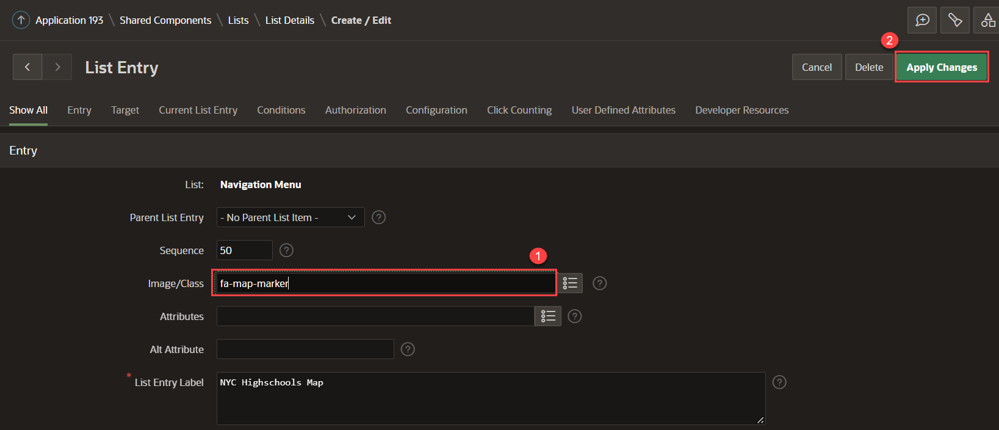 Application 193 \ Shared Components \ Lists \ List Details \ Create / Edit
2
List Entry
Cancel Delete Apply Changes
Show All Entry Target Current List Entry Conditions Authorization Configuration Click Counting User Defined Attributes Developer Resources
Entry
List: Navigation Menu
Parent List Entry - No Parent List Item - ?
Sequence 50 ?
1
Image/Class fa-map-marker ?
Attributes ?
Alt Attribute ?
* List Entry Label NYC Highschools Map ?